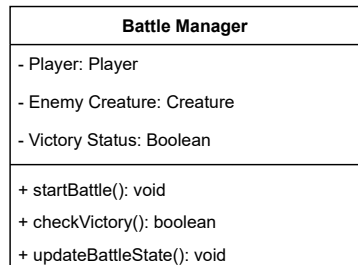 Battle Manager
- Player: Player
- Enemy Creature: Creature
- Victory Status: Boolean
+ startBattle(): void
+ checkVictory(): boolean
+ updateBattleState(): void